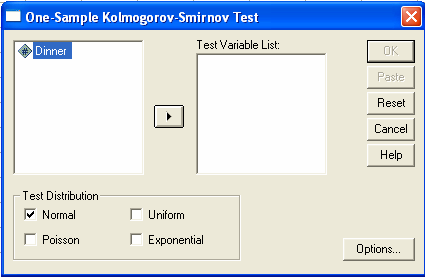 One-Sample Kolmogorov-Smirnov Test
# Dinner
Test Variable List:
OK
Paste
Reset
Cancel
Help
Test Distribution
Normal
Uniform
Poisson
Exponential
Options...